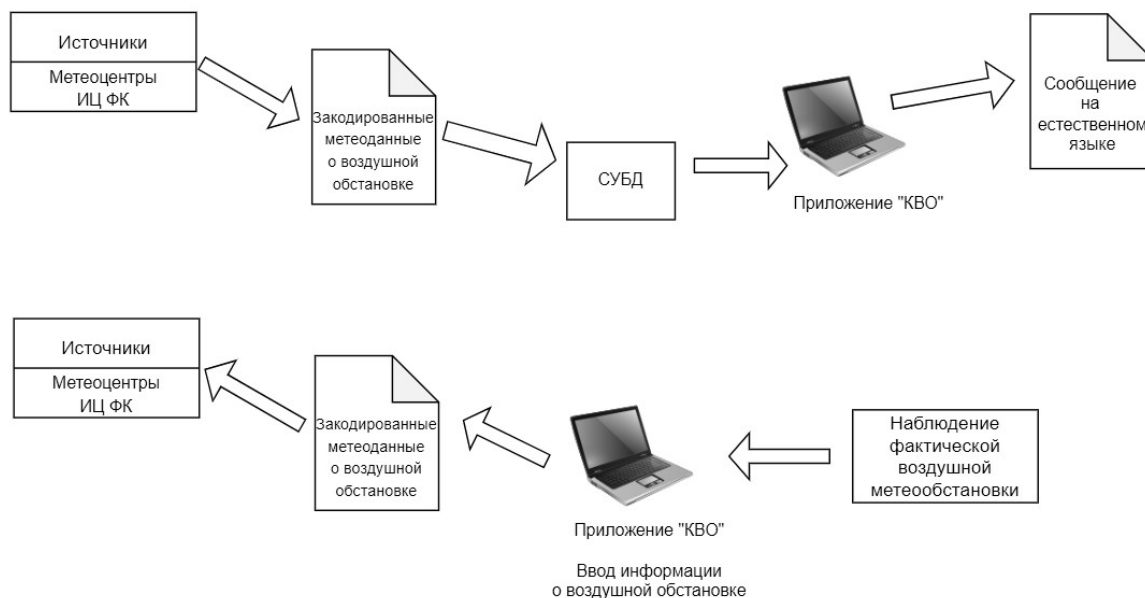 Источники
Метеоцентры
ИЦ ФК
Закодированные
метеоданные
о воздушной
обстановке
СУБД
Приложение "КВО"
Сообщение
на
естественном
языке
Источники
Метеоцентры
ИЦ ФК
Закодированные
метеоданные
о воздушной
обстановке
Приложение "КВО"
Ввод информации
о воздушной обстановке
Наблюдение
фактической
воздушной
метеообстановки